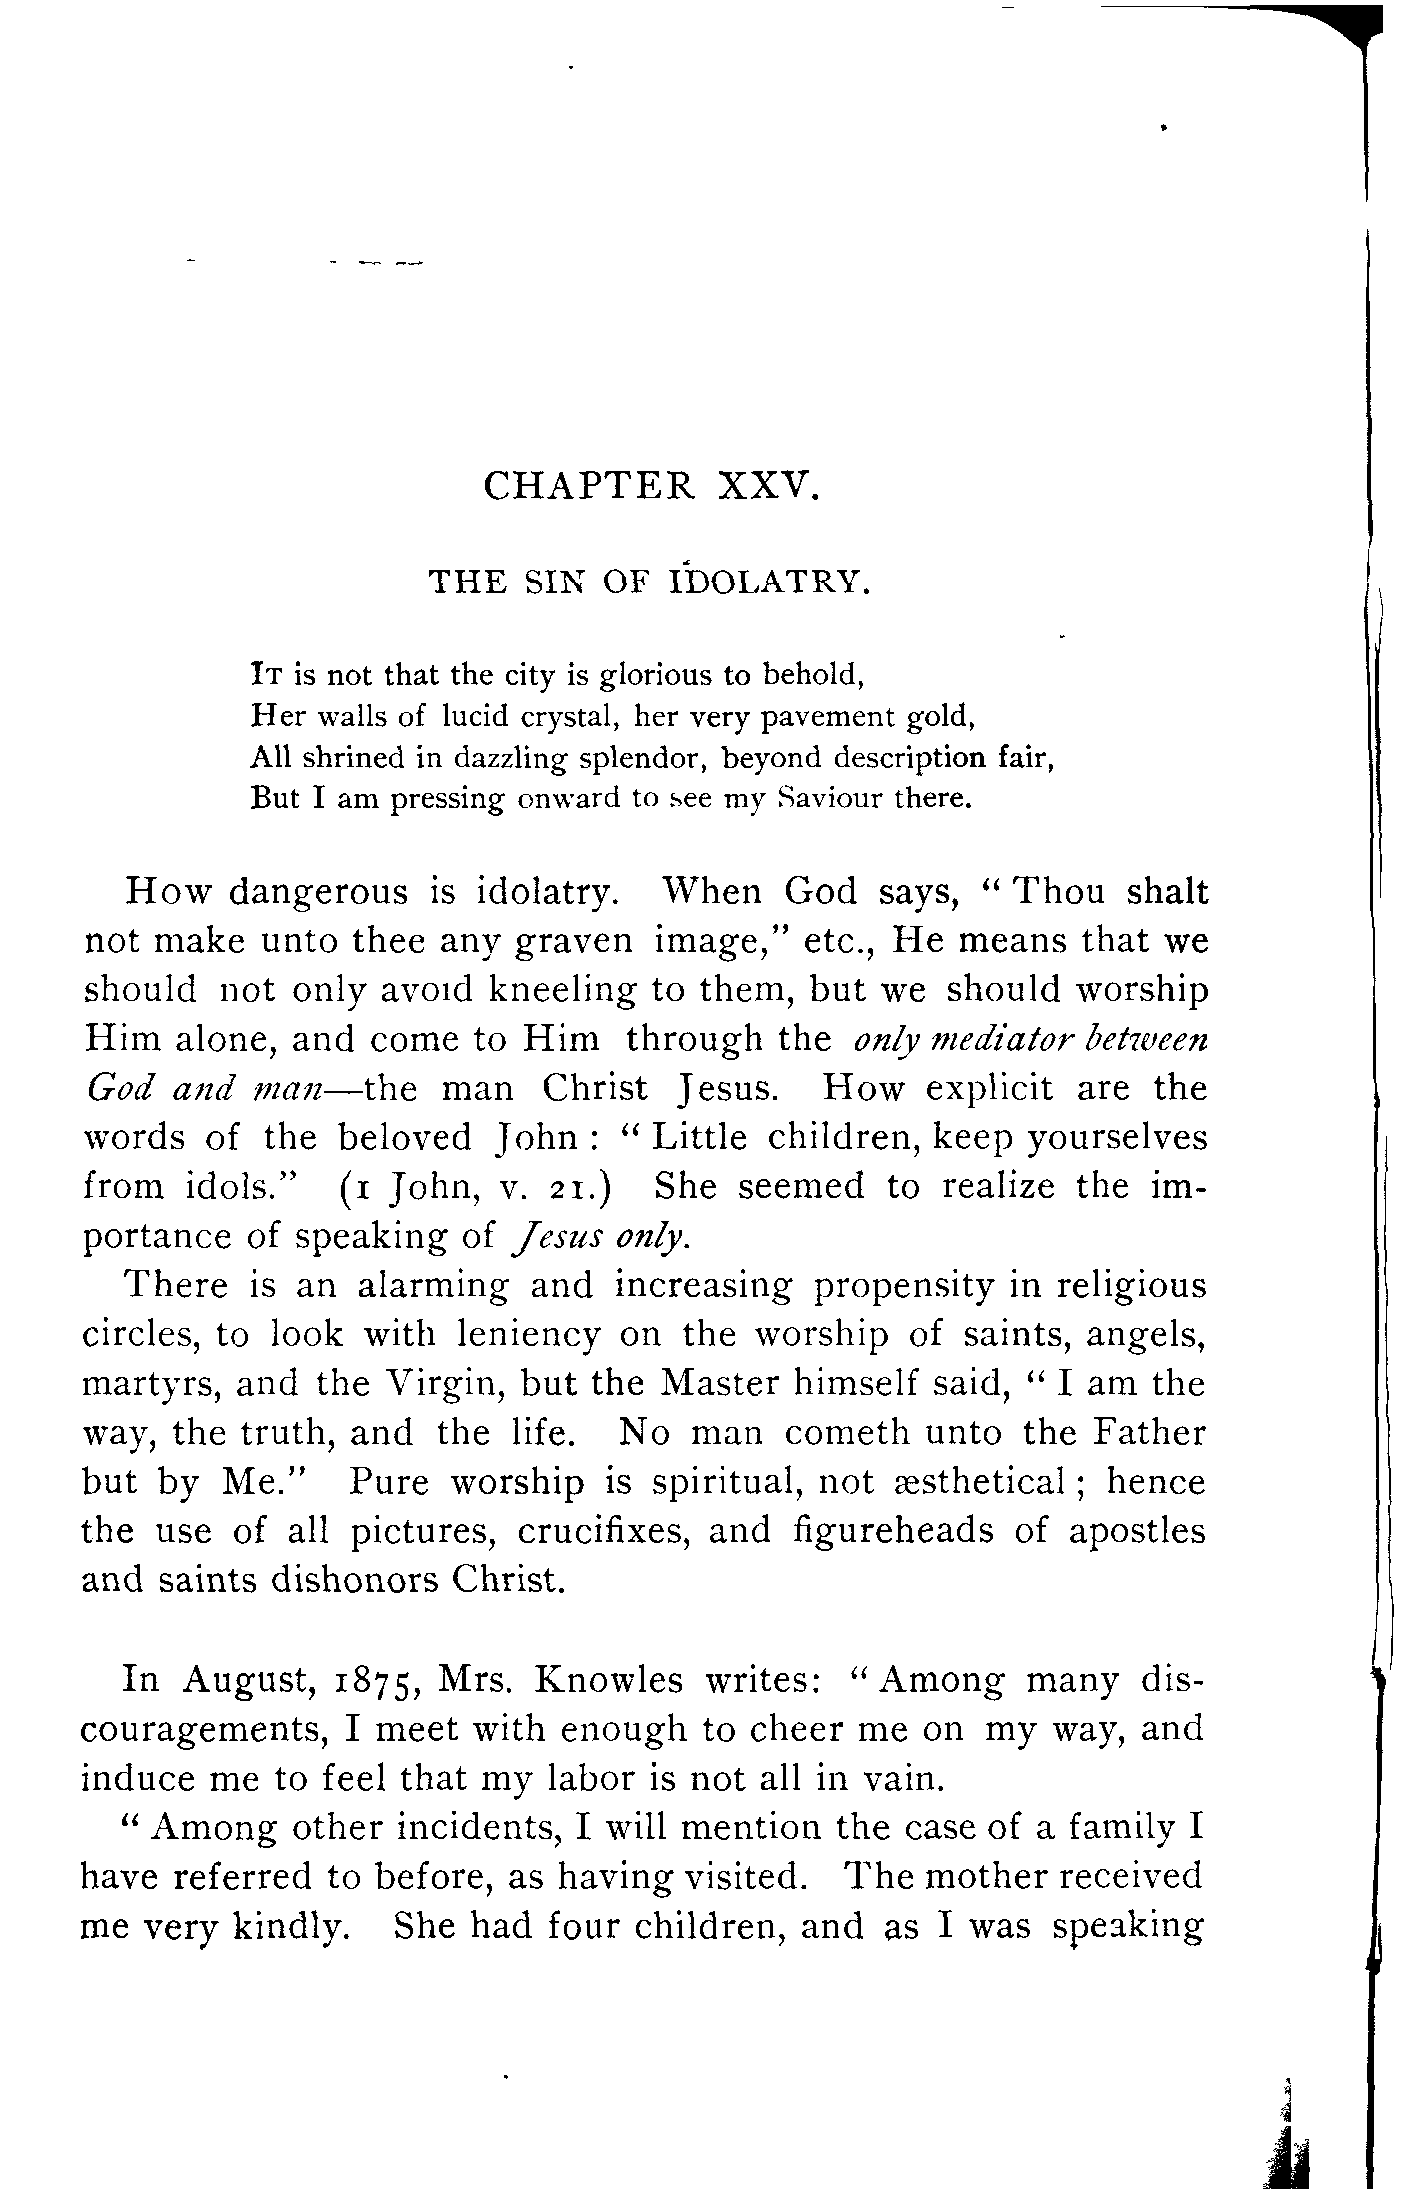 CHAPTER XXV.
THE SIN OF IDOLATRY.
IT is not that the city is glorious to behold,
Her walls of lucid crystal, her very pavement gold,
All shrined in dazzling splendor, beyond description fair,
But I am pressing onward to see my Saviour there.
How dangerous is idolatry. When God says, “ Thou shalt
not make unto thee any graven image,” etc., He means that we
should not only avoid kneeling to them, but we should worship
Him alone, and come to Him through the only mediator between
God and man—the man Christ Jesus. How explicit are the
words of the beloved John : “ Little children, keep yourselves
from idols.” (1 John, v. 21.) She seemed to realize the im-
portance of speaking of Jesus only.
There is an alarming and increasing propensity in religious
circles, to look with leniency on the worship of saints, angels,
martyrs, and the Virgin, but the Master himself said, “ I am the
way, the truth, and the life. No man cometh unto the Father
but by Me.” Pure worship is spiritual, not æsthetical ; hence
the use of all pictures, crucifixes, and figureheads of apostles
and saints dishonors Christ.
In August, 1875, Mrs. Knowles writes: “ Among many dis-
couragements, I meet with enough to cheer me on my way, and
induce me to feel that my labor is not all in vain.
“ Among other incidents, I will mention the case of a family I
have referred to before, as having visited. The mother received
me very kindly. She had four children, and as I was speaking